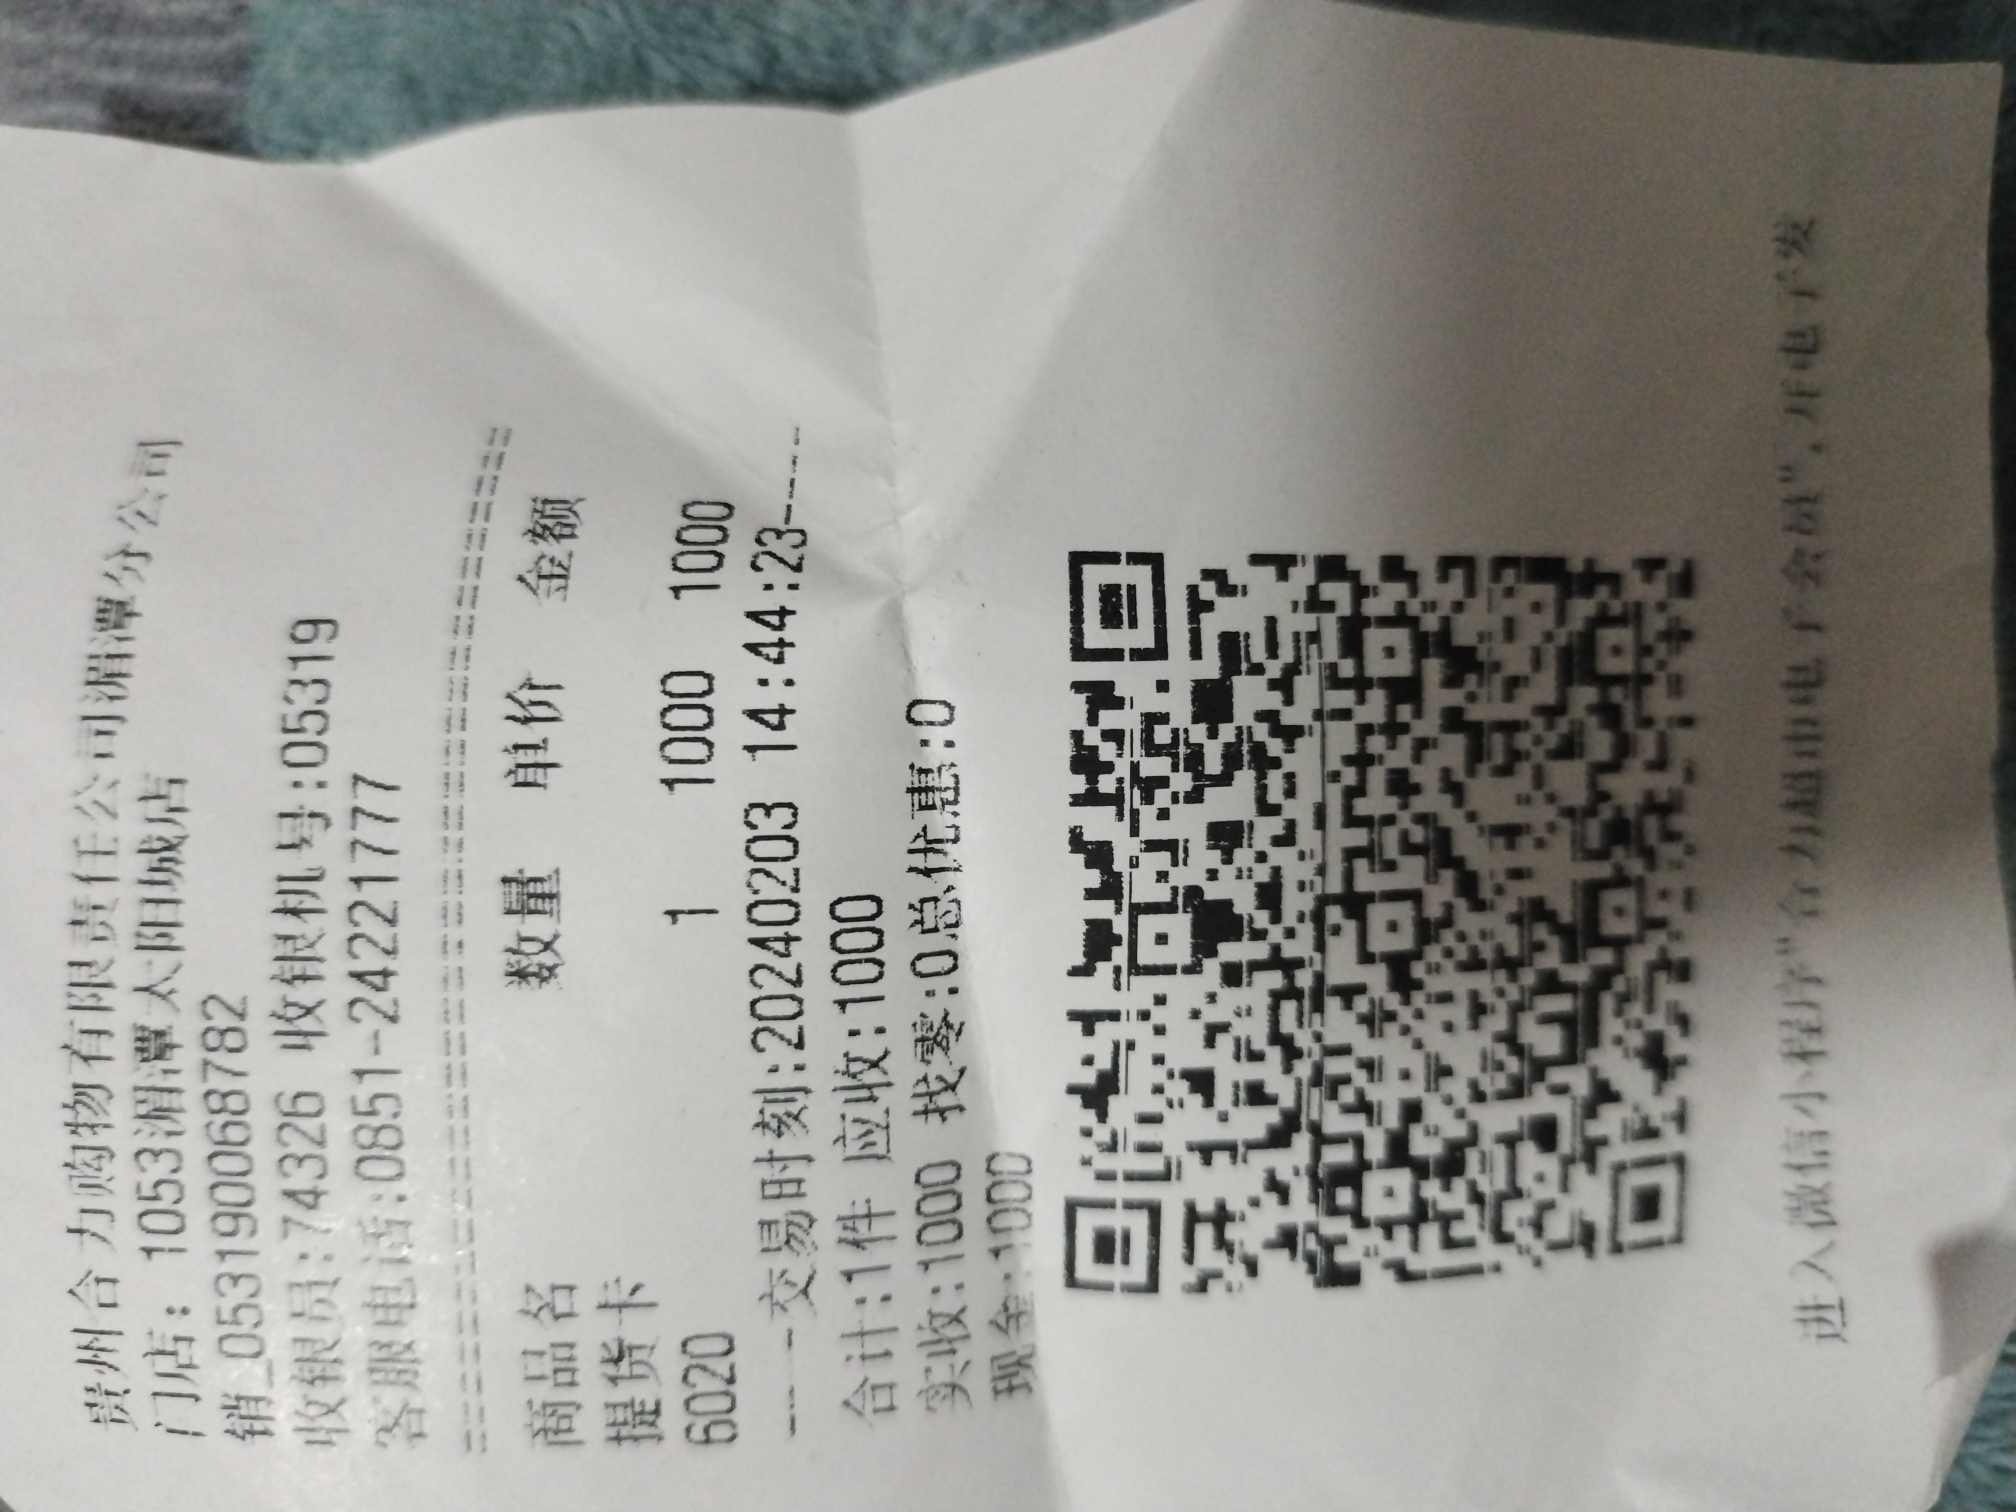 贵州合力购物有限责任公司湄潭分公司
门店: 1053湄潭太阳城店
销_053190068782
收银员:74326 收银机号:05319
客服电话:0851-24221777
商品名 数量 单价 金额
提货卡
6020 1 1000 1000
----交易时刻:20240203 14:44:23----
合计:1件 应收:1000
实收:1000 找零:0总优惠:0
现金:1000
进入微信小程序"合力超市电子会员",开电子发